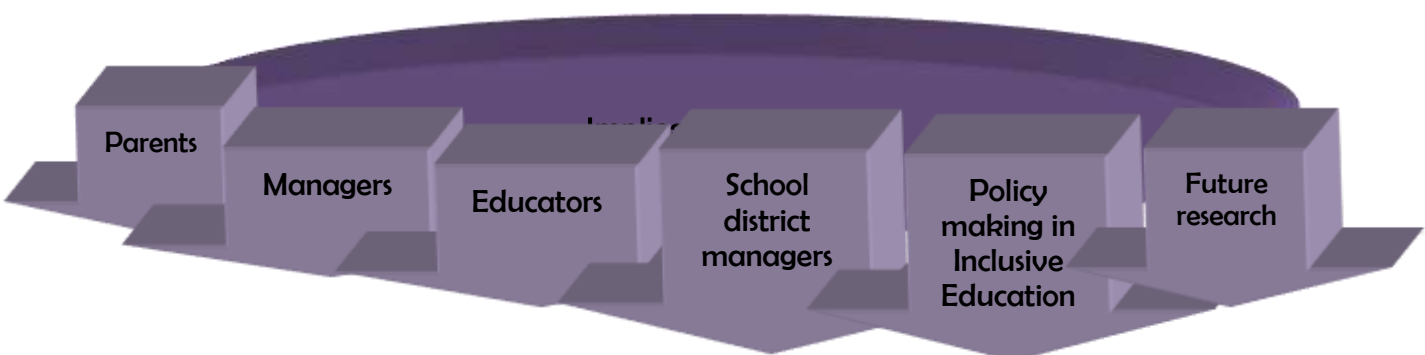 Parents
Managers
Educators
School
district
managers
Policy
making in
Inclusive
Education
Future
research